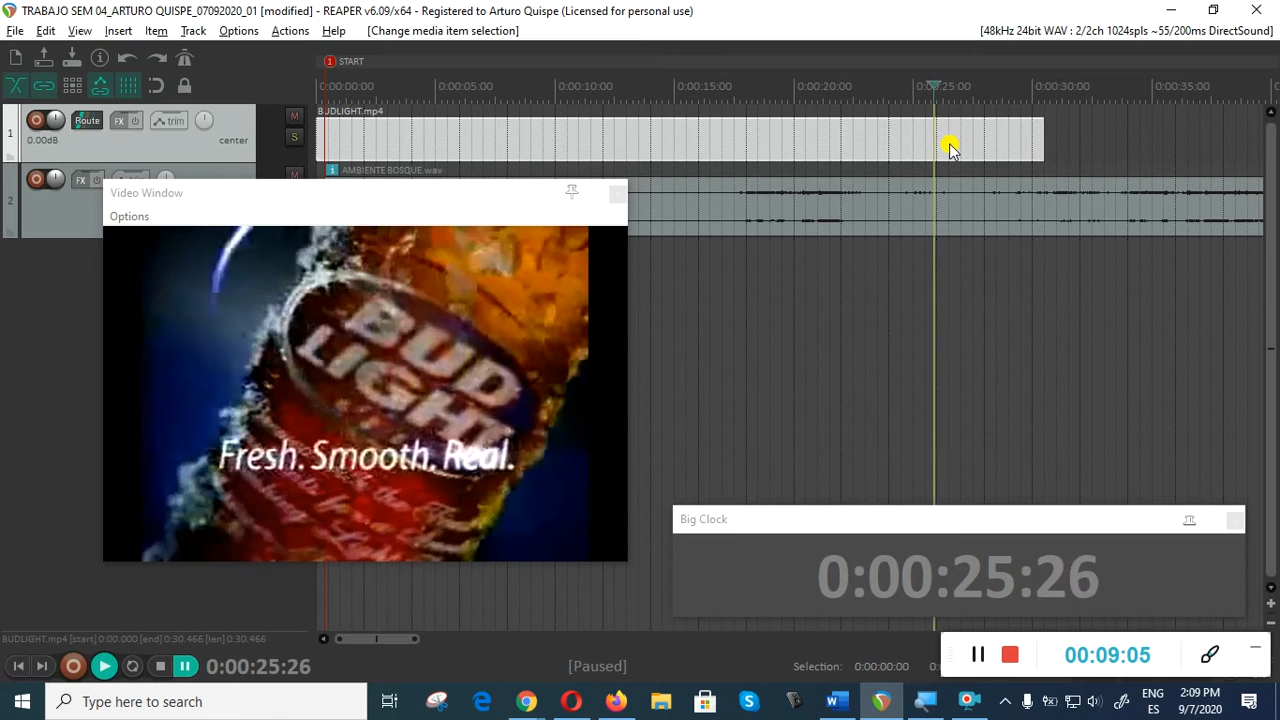 TRABAJO SEM 04_ARTURO QUISPE_07092020_01 [modified] - REAPER v6.09/x64 - Registered to Arturo Quispe (Licensed for personal use)
File Edit View Insert Item Track Options Actions Help [Change media item selection] [48kHz 24bit WAV : 2/2ch 1024spls ~55/200ms DirectSound]
1 START
0:00:00:00 0:00:05:00 0:00:10:00 0:00:15:00 0:00:20:00 0:00:25:00 0:00:30:00 0:00:35:00
BUDLIGHT.mp4
1 Route FX trim M
0.00dB center S
AMBIENTE BOSQUE.wav
2 FX M
Video Window
Options
BUD
LIGHT
Fresh. Smooth. Real.
Big Clock
0:00:25:26
BUDLIGHT.mp4 [start] 0:00.000 [end] 0:30.466 [len] 0:30.466
0:00:25:26 [Paused] Selection: 0:00:00:00
00:09:05
Type here to search
ENG
ES
2:09 PM
9/7/2020